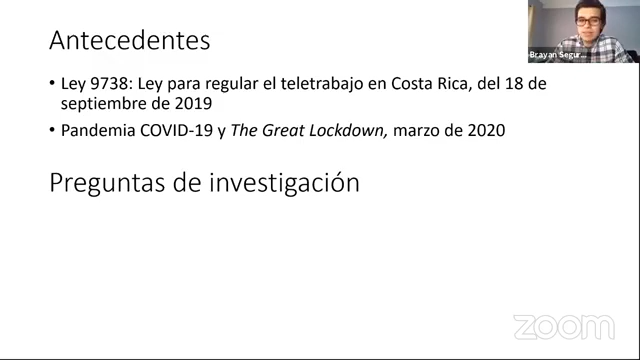 Antecedentes
• Ley 9738: Ley para regular el teletrabajo en Costa Rica, del 18 de
septiembre de 2019
• Pandemia COVID-19 y The Great Lockdown, marzo de 2020
Preguntas de investigación
Brayan Segur...
zoom